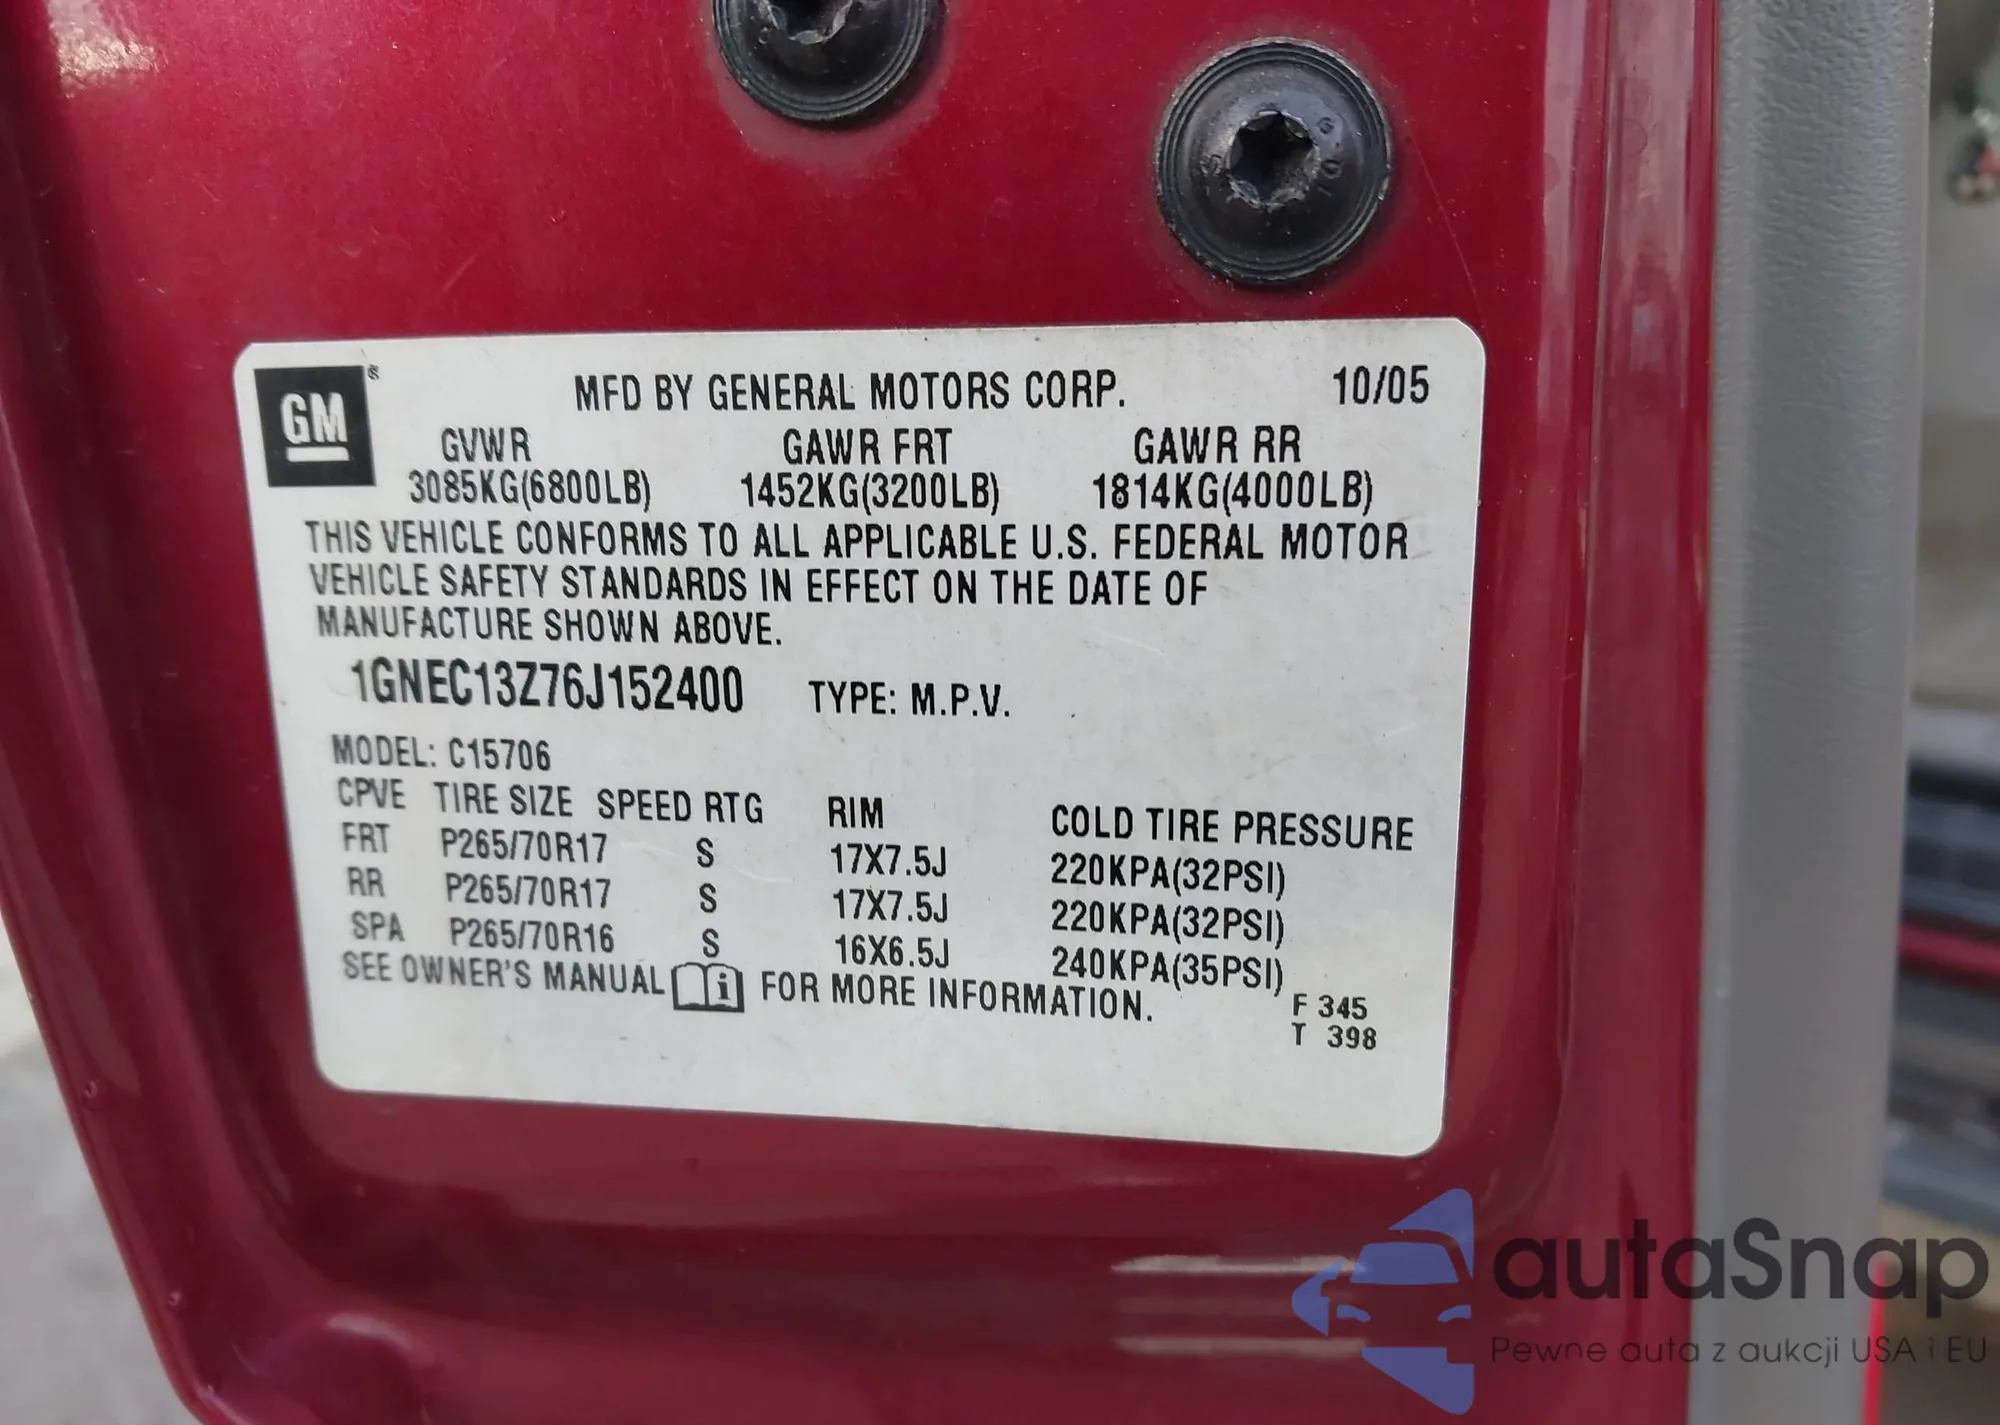 GM®
MFD BY GENERAL MOTORS CORP. 10/05
GVWR GAWR FRT GAWR RR
3085KG(6800LB) 1452KG(3200LB) 1814KG(4000LB)
THIS VEHICLE CONFORMS TO ALL APPLICABLE U.S. FEDERAL MOTOR
VEHICLE SAFETY STANDARDS IN EFFECT ON THE DATE OF
MANUFACTURE SHOWN ABOVE.
1GNEC13Z76J152400 TYPE: M.P.V.
MODEL: C15706
CPVE TIRE SIZE SPEED RTG RIM COLD TIRE PRESSURE
FRT P265/70R17 S 17X7.5J 220KPA(32PSI)
RR P265/70R17 S 17X7.5J 220KPA(32PSI)
SPA P265/70R16 S 16X6.5J 240KPA(35PSI)
SEE OWNER'S MANUAL i FOR MORE INFORMATION.
F 345
T 398
autaSnap
Pewne auta z aukcji USA i EU